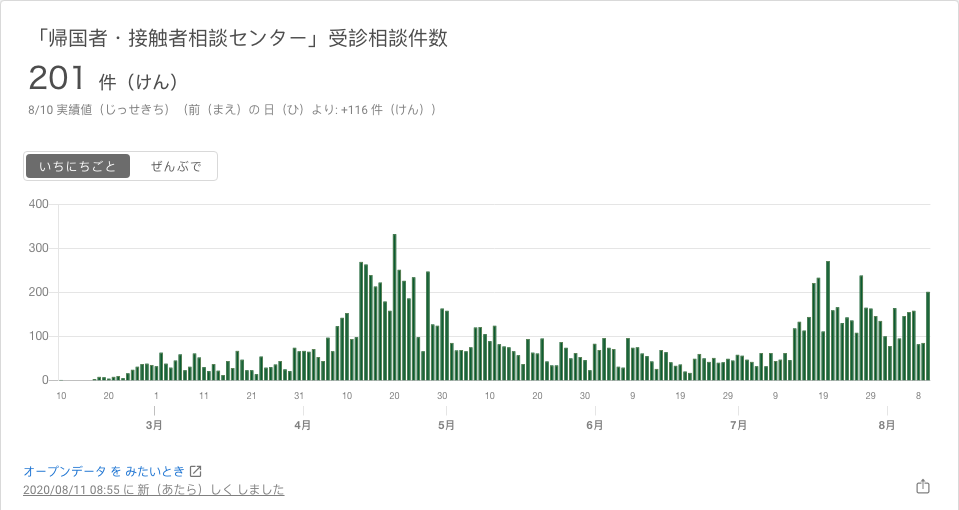 「帰国者・接触者相談センター」受診相談件数
201 件（けん）
8/10 実績値（じっせきち）（前（まえ）の 日（ひ）より: +116 件（けん））
いちにちごと ぜんぶで
400
300
200
100
0
10 20 1 11 21 31 10 20 30 10 20 30 9 19 29 9 19 29 8
3月 4月 5月 6月 7月 8月
オープンデータ を みたいとき
2020/08/11 08:55 に 新（あたら）しく しました